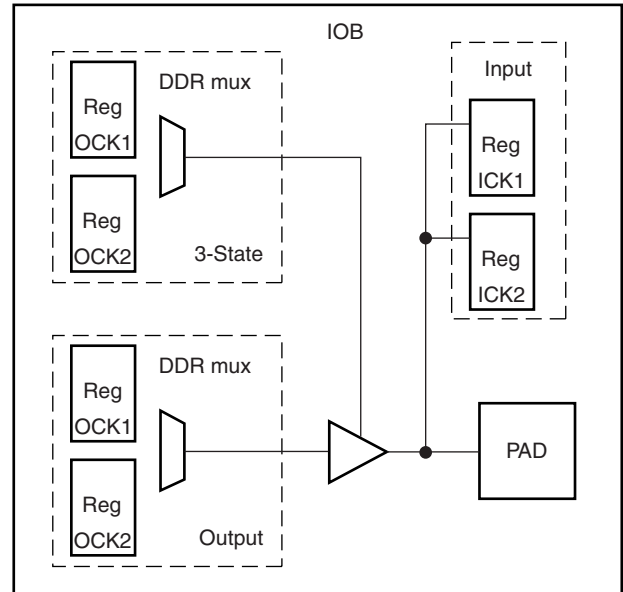 IOB
DDR mux
Reg
OCK1
Reg
OCK2
3-State
Input
Reg
ICK1
Reg
ICK2
DDR mux
Reg
OCK1
Reg
OCK2
Output
PAD